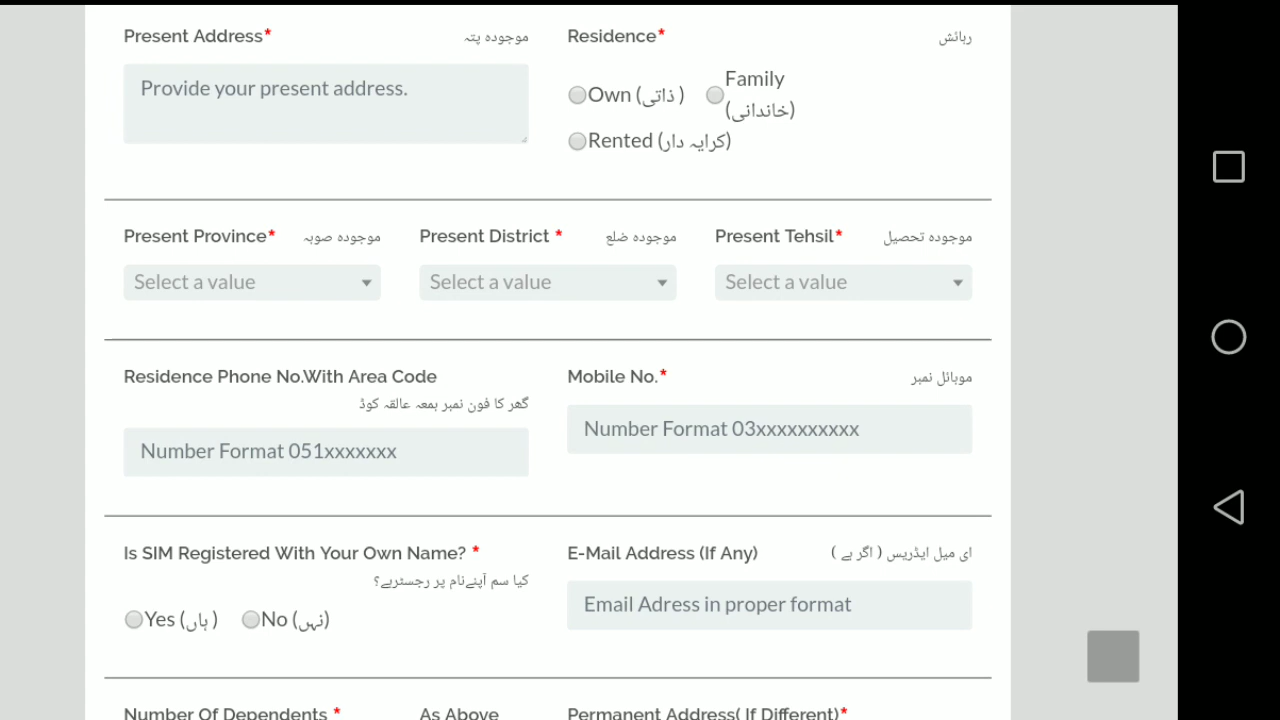 Present Address* موجودہ پتہ
Residence* رہائش
Provide your present address.
Own (ذاتی )
Family (خاندانی)
Rented (کرایہ دار)
Present Province* موجودہ صوبہ
Present District * موجودہ ضلع
Present Tehsil* موجودہ تحصیل
Select a value
Select a value
Select a value
Residence Phone No.With Area Code
گھر کا فون نمبر بمعہ عالقہ کوڈ
Number Format 051xxxxxxx
Mobile No.* موبائل نمبر
Number Format 03xxxxxxxxxx
Is SIM Registered With Your Own Name? *
کیا سم آپنےنام پر رجسٹرہے؟
Yes (ہاں )
No (نہں)
E-Mail Address (If Any) ای میل ایڈریس ( اگر ہے )
Email Adress in proper format
Number Of Dependents *
As Above
Permanent Address( If Different)*